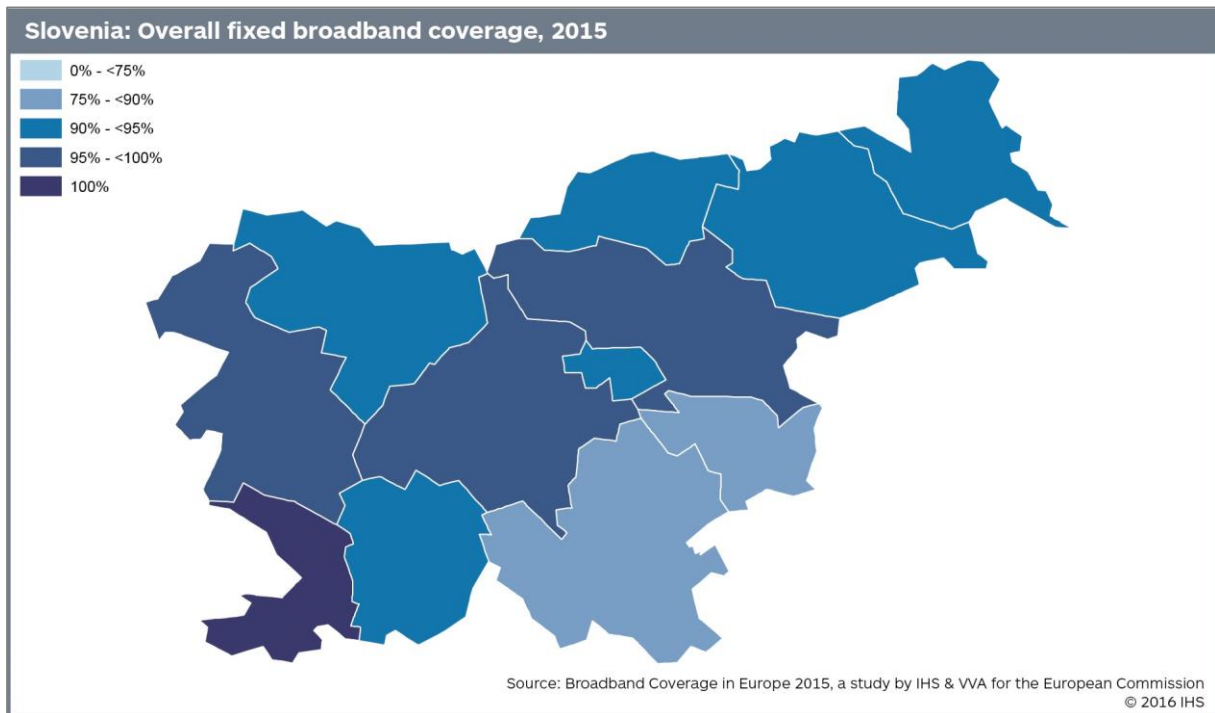 Slovenia: Overall fixed broadband coverage, 2015
0% - <75%
75% - <90%
90% - <95%
95% - <100%
100%
Source: Broadband Coverage in Europe 2015, a study by IHS & VVA for the European Commission
© 2016 IHS